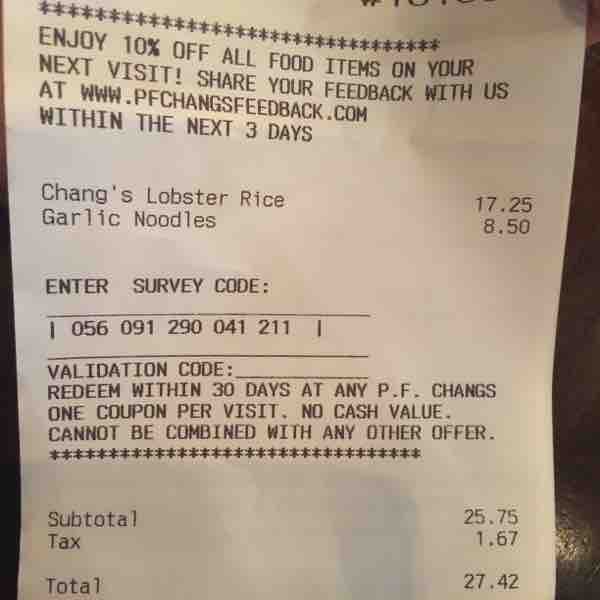 *********************************
ENJOY 10% OFF ALL FOOD ITEMS ON YOUR
NEXT VISIT! SHARE YOUR FEEDBACK WITH US
AT WWW.PFCHANGSFEEDBACK.COM
WITHIN THE NEXT 3 DAYS
Chang's Lobster Rice 17.25
Garlic Noodles 8.50
ENTER SURVEY CODE:
| 056 091 290 041 211 |
VALIDATION CODE:
REDEEM WITHIN 30 DAYS AT ANY P.F. CHANGS
ONE COUPON PER VISIT. NO CASH VALUE.
CANNOT BE COMBINED WITH ANY OTHER OFFER.
*********************************
Subtotal 25.75
Tax 1.67
Total 27.42